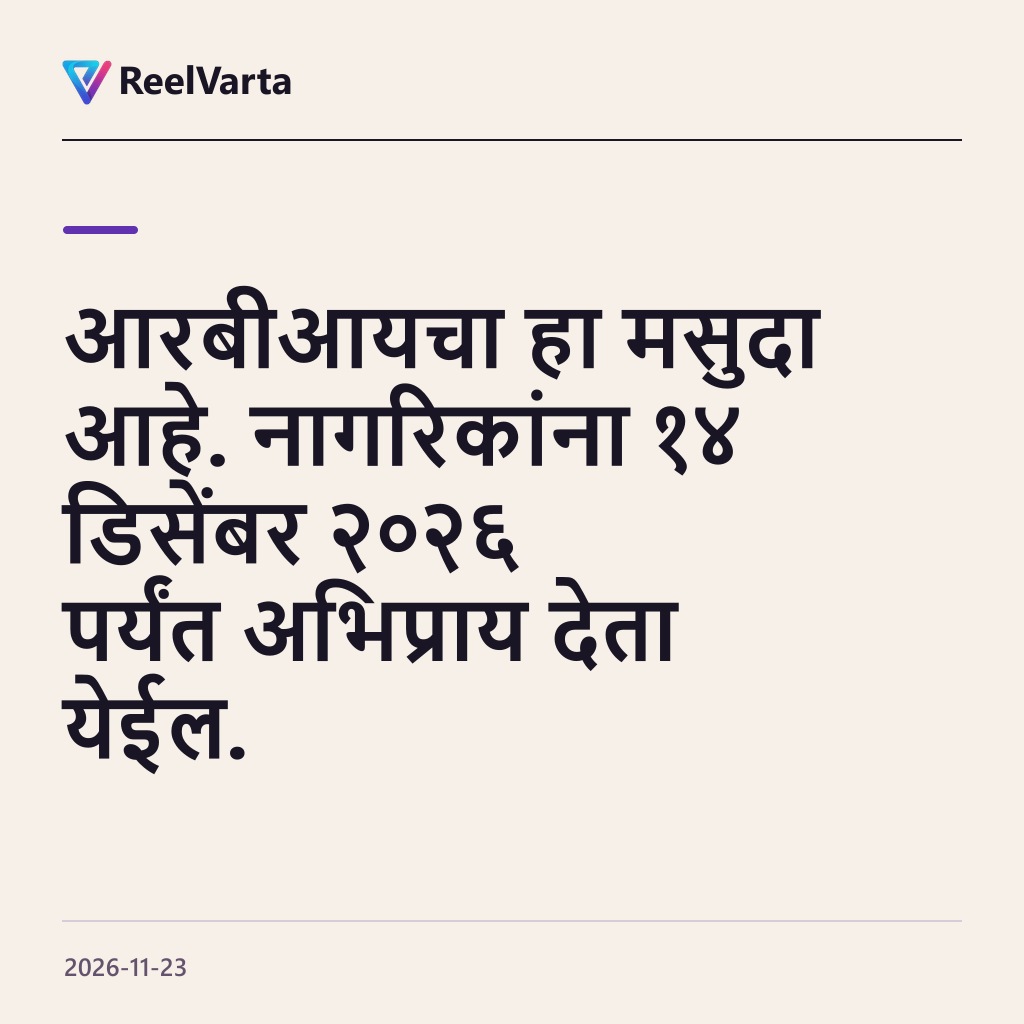 ReelVarta
आरबीआयचा हा मसुदा
आहे. नागरिकांना १४
डिसेंबर २०२६
पर्यंत अभिप्राय देता
येईल.
2026-11-23